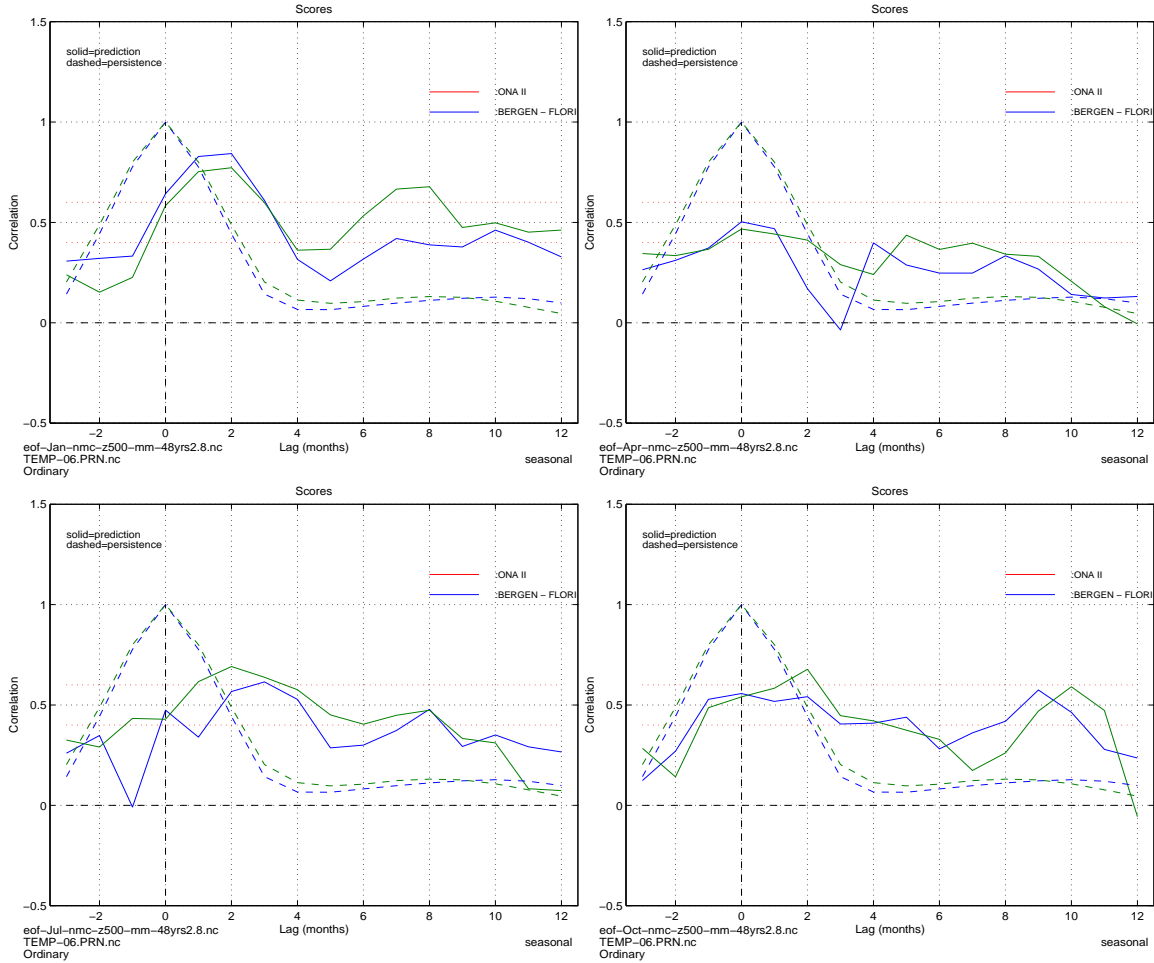 Scores
1.5
1
0.5
0
−0.5
Correlation
solid=prediction
dashed=persistence
:ONA II
:BERGEN − FLORI
−2
0
2
4
6
8
10
12
Lag (months)
eof−Jan−nmc−z500−mm−48yrs2.8.nc
TEMP−06.PRN.nc
Ordinary
seasonal
Scores
1.5
1
0.5
0
−0.5
Correlation
solid=prediction
dashed=persistence
:ONA II
:BERGEN − FLORI
−2
0
2
4
6
8
10
12
Lag (months)
eof−Apr−nmc−z500−mm−48yrs2.8.nc
TEMP−06.PRN.nc
Ordinary
seasonal
Scores
1.5
1
0.5
0
−0.5
Correlation
solid=prediction
dashed=persistence
:ONA II
:BERGEN − FLORI
−2
0
2
4
6
8
10
12
Lag (months)
eof−Jul−nmc−z500−mm−48yrs2.8.nc
TEMP−06.PRN.nc
Ordinary
seasonal
Scores
1.5
1
0.5
0
−0.5
Correlation
solid=prediction
dashed=persistence
:ONA II
:BERGEN − FLORI
−2
0
2
4
6
8
10
12
Lag (months)
eof−Oct−nmc−z500−mm−48yrs2.8.nc
TEMP−06.PRN.nc
Ordinary
seasonal